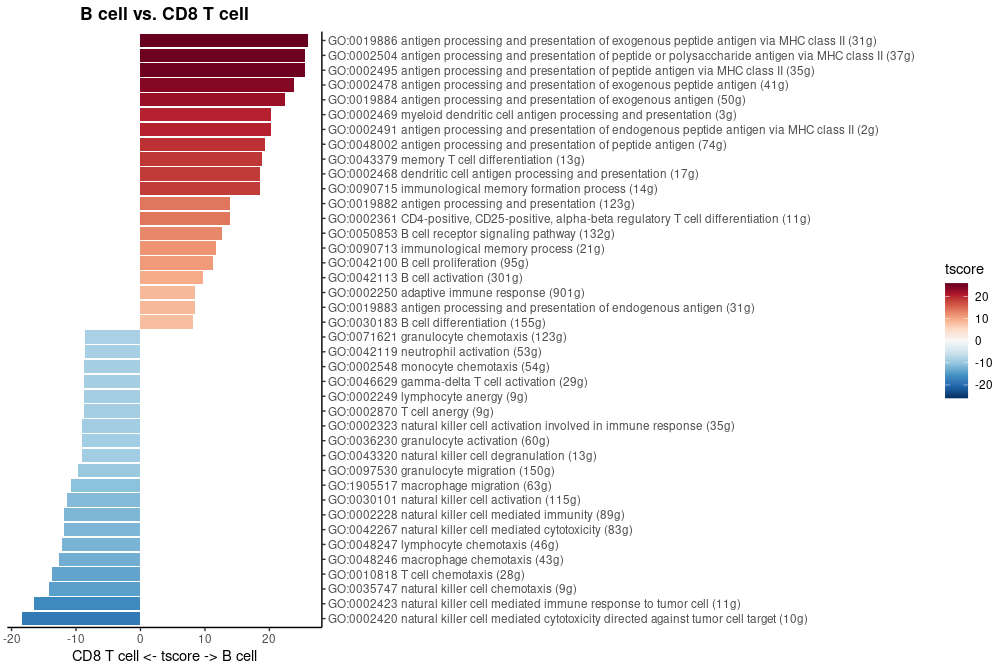 B cell vs. CD8 T cell
GO:0019886 antigen processing and presentation of exogenous peptide antigen via MHC class II (31g)
GO:0002504 antigen processing and presentation of peptide or polysaccharide antigen via MHC class II (37g)
GO:0002495 antigen processing and presentation of peptide antigen via MHC class II (35g)
GO:0002478 antigen processing and presentation of exogenous peptide antigen (41g)
GO:0019884 antigen processing and presentation of exogenous antigen (50g)
GO:0002469 myeloid dendritic cell antigen processing and presentation (3g)
GO:0002491 antigen processing and presentation of endogenous peptide antigen via MHC class II (2g)
GO:0048002 antigen processing and presentation of peptide antigen (74g)
GO:0043379 memory T cell differentiation (13g)
GO:0002468 dendritic cell antigen processing and presentation (17g)
GO:0090715 immunological memory formation process (14g)
GO:0019882 antigen processing and presentation (123g)
GO:0002361 CD4-positive, CD25-positive, alpha-beta regulatory T cell differentiation (11g)
GO:0050853 B cell receptor signaling pathway (132g)
GO:0090713 immunological memory process (21g)
GO:0042100 B cell proliferation (95g)
GO:0042113 B cell activation (301g)
GO:0002250 adaptive immune response (901g)
GO:0019883 antigen processing and presentation of endogenous antigen (31g)
GO:0030183 B cell differentiation (155g)
GO:0071621 granulocyte chemotaxis (123g)
GO:0042119 neutrophil activation (53g)
GO:0002548 monocyte chemotaxis (54g)
GO:0046629 gamma-delta T cell activation (29g)
GO:0002249 lymphocyte anergy (9g)
GO:0002870 T cell anergy (9g)
GO:0002323 natural killer cell activation involved in immune response (35g)
GO:0036230 granulocyte activation (60g)
GO:0043320 natural killer cell degranulation (13g)
GO:0097530 granulocyte migration (150g)
GO:1905517 macrophage migration (63g)
GO:0030101 natural killer cell activation (115g)
GO:0002228 natural killer cell mediated immunity (89g)
GO:0042267 natural killer cell mediated cytotoxicity (83g)
GO:0048247 lymphocyte chemotaxis (46g)
GO:0048246 macrophage chemotaxis (43g)
GO:0010818 T cell chemotaxis (28g)
GO:0035747 natural killer cell chemotaxis (9g)
GO:0002423 natural killer cell mediated immune response to tumor cell (11g)
GO:0002420 natural killer cell mediated cytotoxicity directed against tumor cell target (10g)
-20 -10 0 10 20
CD8 T cell <- tscore -> B cell
tscore
20
10
0
-10
-20